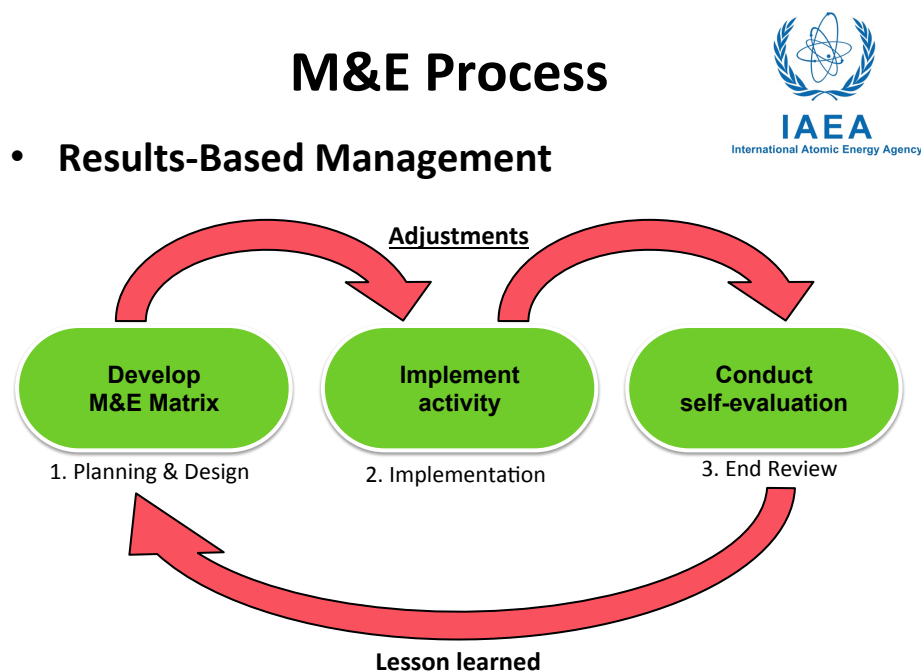 M&E Process
IAEA
International Atomic Energy Agency
• Results-Based Management
Adjustments
Develop
M&E Matrix
Implement
activity
Conduct
self-evaluation
1. Planning & Design
2. Implementation
3. End Review
Lesson learned